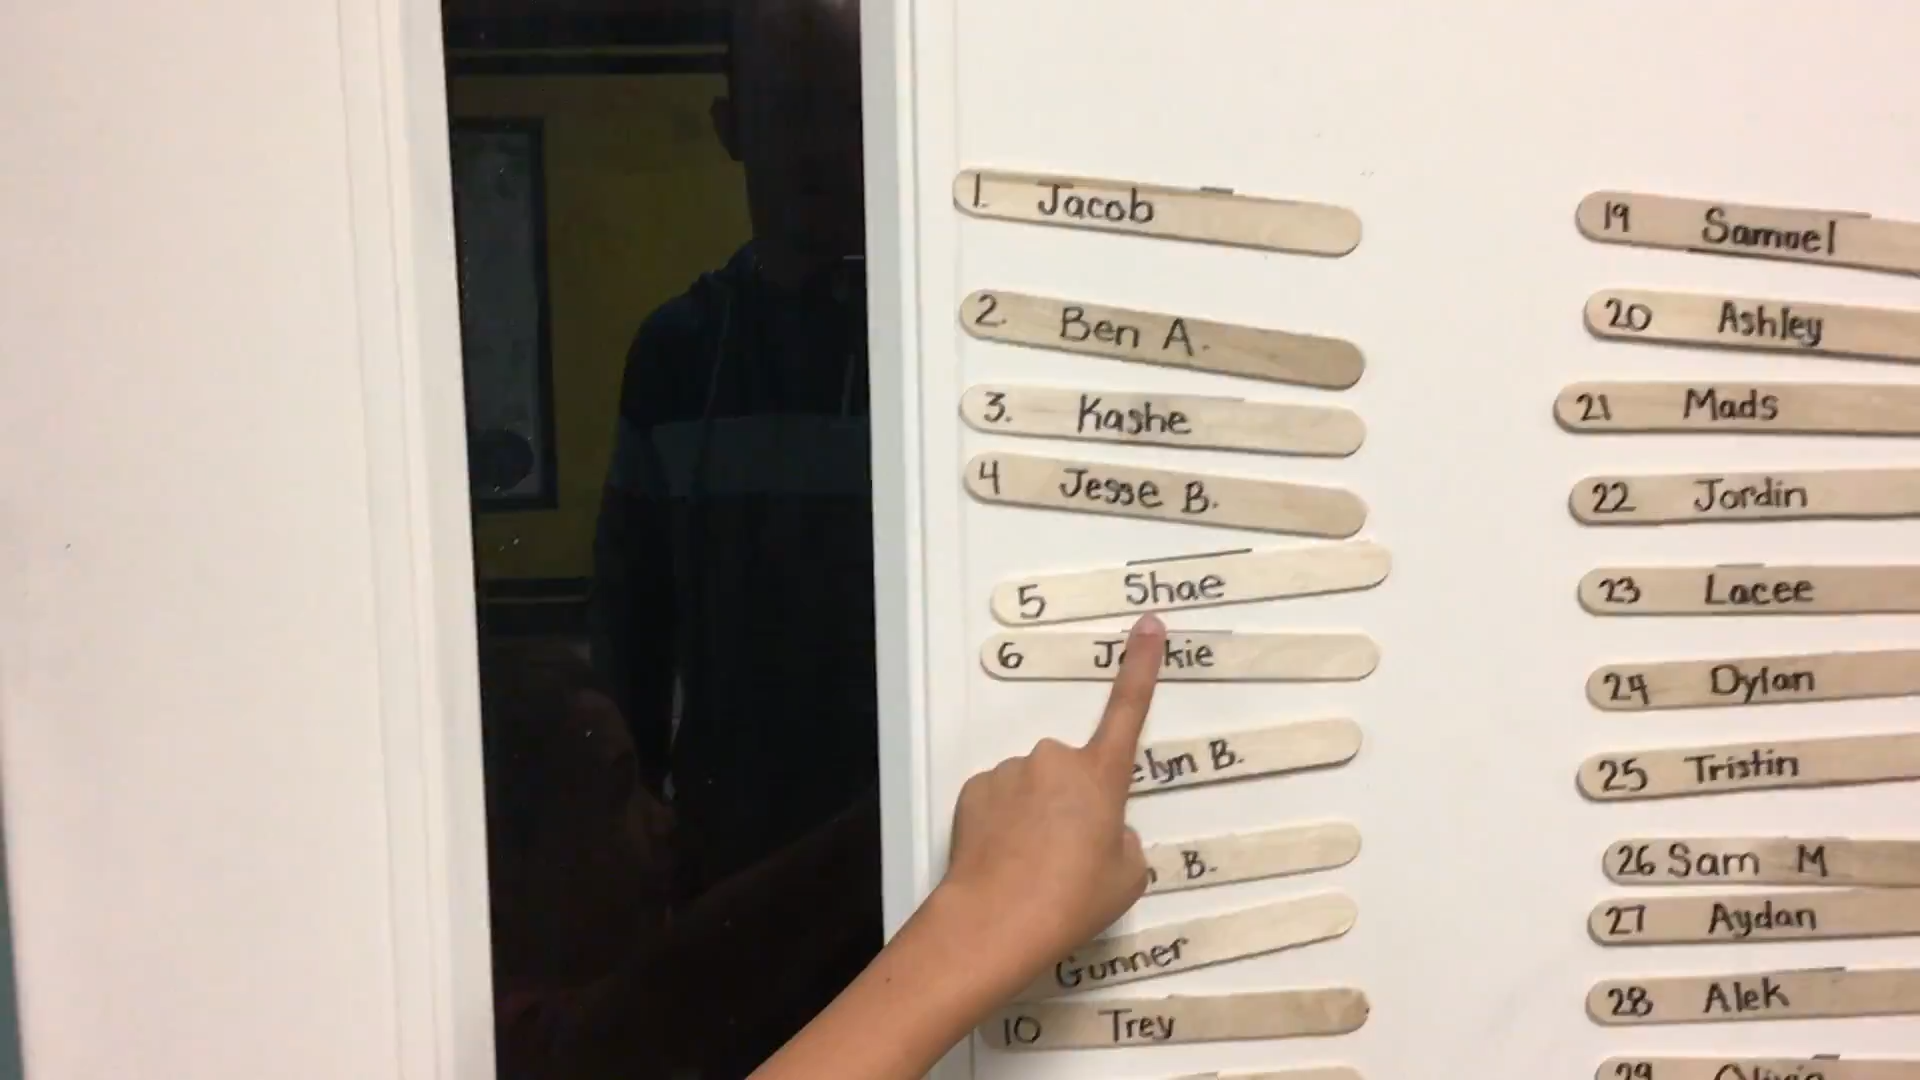 1. Jacob
2. Ben A.
3. Kashe
4 Jesse B.
5 Shae
6
B.
B.
Gunner
10 Trey
19 Samuel
20 Ashley
21 Mads
22 Jordin
23 Lacee
24 Dylan
25 Tristin
26 Sam M
27 Aydan
28 Alek
29